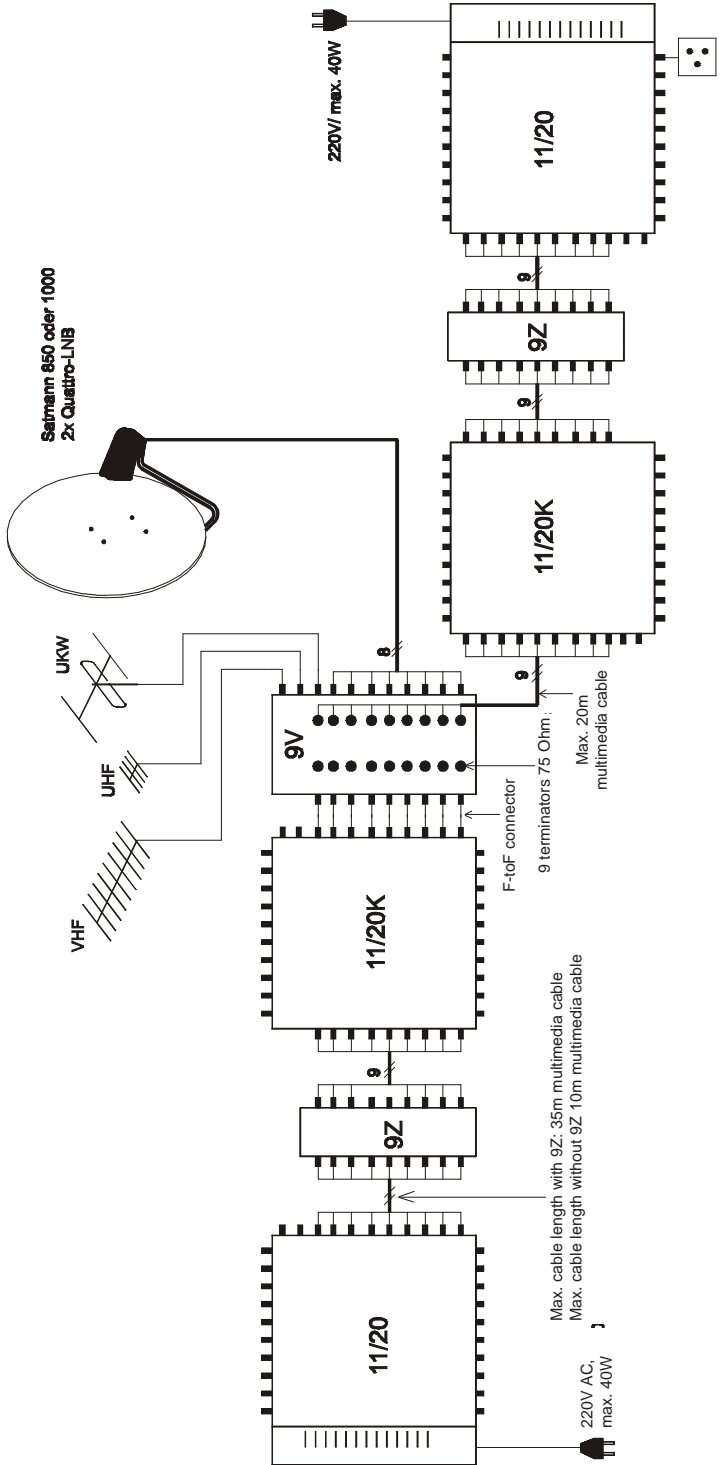 Satmann 850 oder 1000
2x Quattro-LNB
VHF
UHF
UKW
8
9V
11/20K
9
9Z
11/20
220V AC,
max. 40W
Max. cable length with 9Z: 35m multimedia cable
Max. cable length without 9Z 10m multimedia cable
F-toF connector
9 terminators 75 Ohm :
Max. 20m
multimedia cable
9
11/20K
9
9Z
9
11/20
220V/ max. 40W